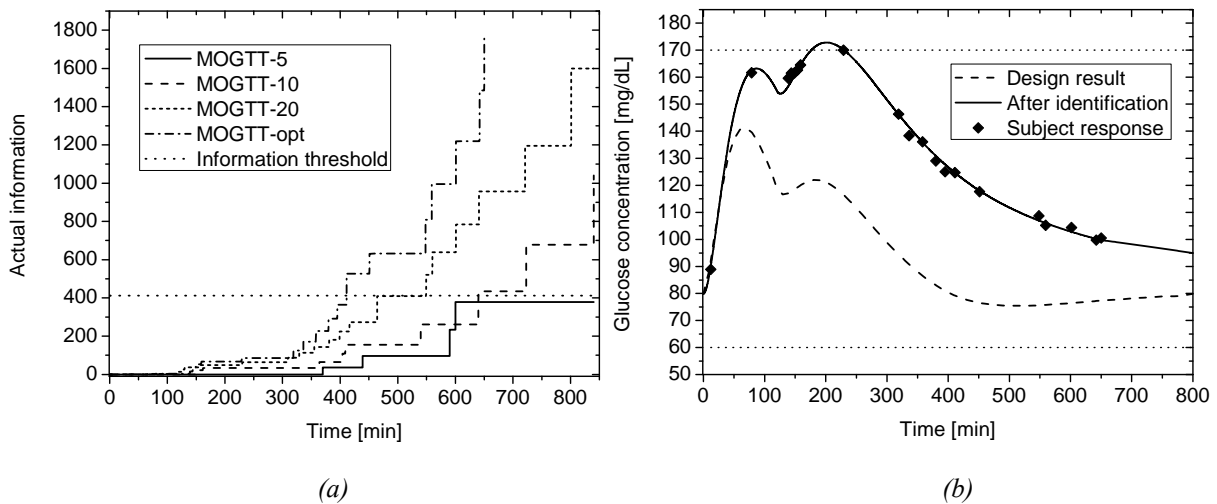 1800
1600
1400
1200
1000
800
600
400
200
0
Actual information
MOGTT-5
MOGTT-10
MOGTT-20
MOGTT-opt
Information threshold
0 100 200 300 400 500 600 700 800
Time [min]
(a)
180
170
160
150
140
130
120
110
100
90
80
70
60
50
Glucose concentration [mg/dL]
Design result
After identification
Subject response
0 100 200 300 400 500 600 700 800
Time [min]
(b)